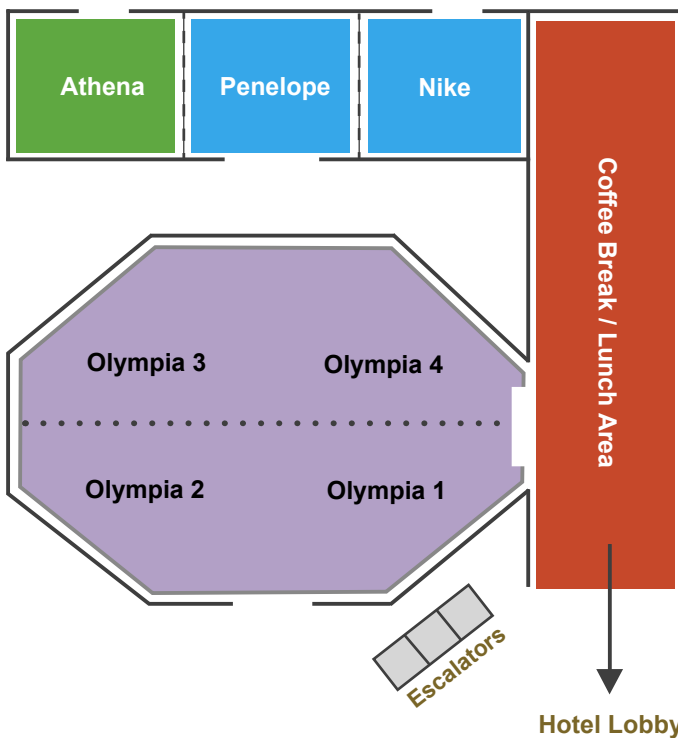 Athena
Penelope
Nike
Coffee Break / Lunch Area
Olympia 3
Olympia 4
Olympia 2
Olympia 1
Escalators
Hotel Lobby